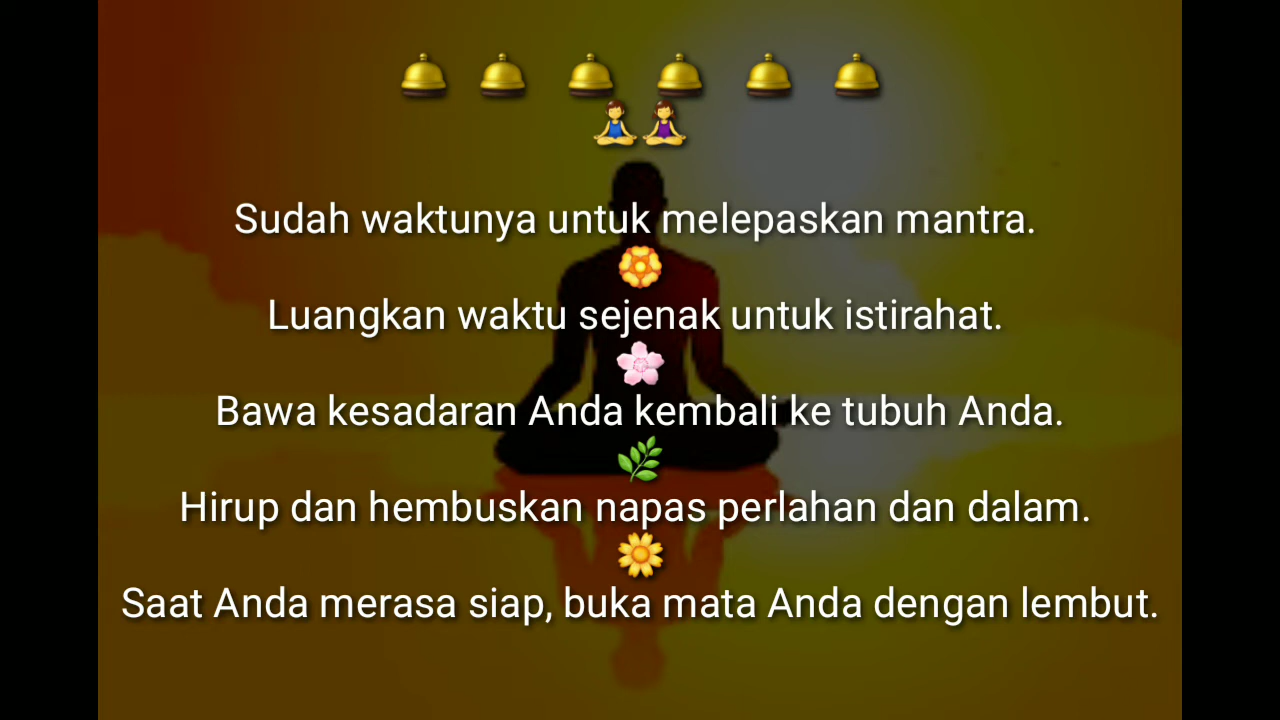 Sudah waktunya untuk melepaskan mantra.
Luangkan waktu sejenak untuk istirahat.
Bawa kesadaran Anda kembali ke tubuh Anda.
Hirup dan hembuskan napas perlahan dan dalam.
Saat Anda merasa siap, buka mata Anda dengan lembut.